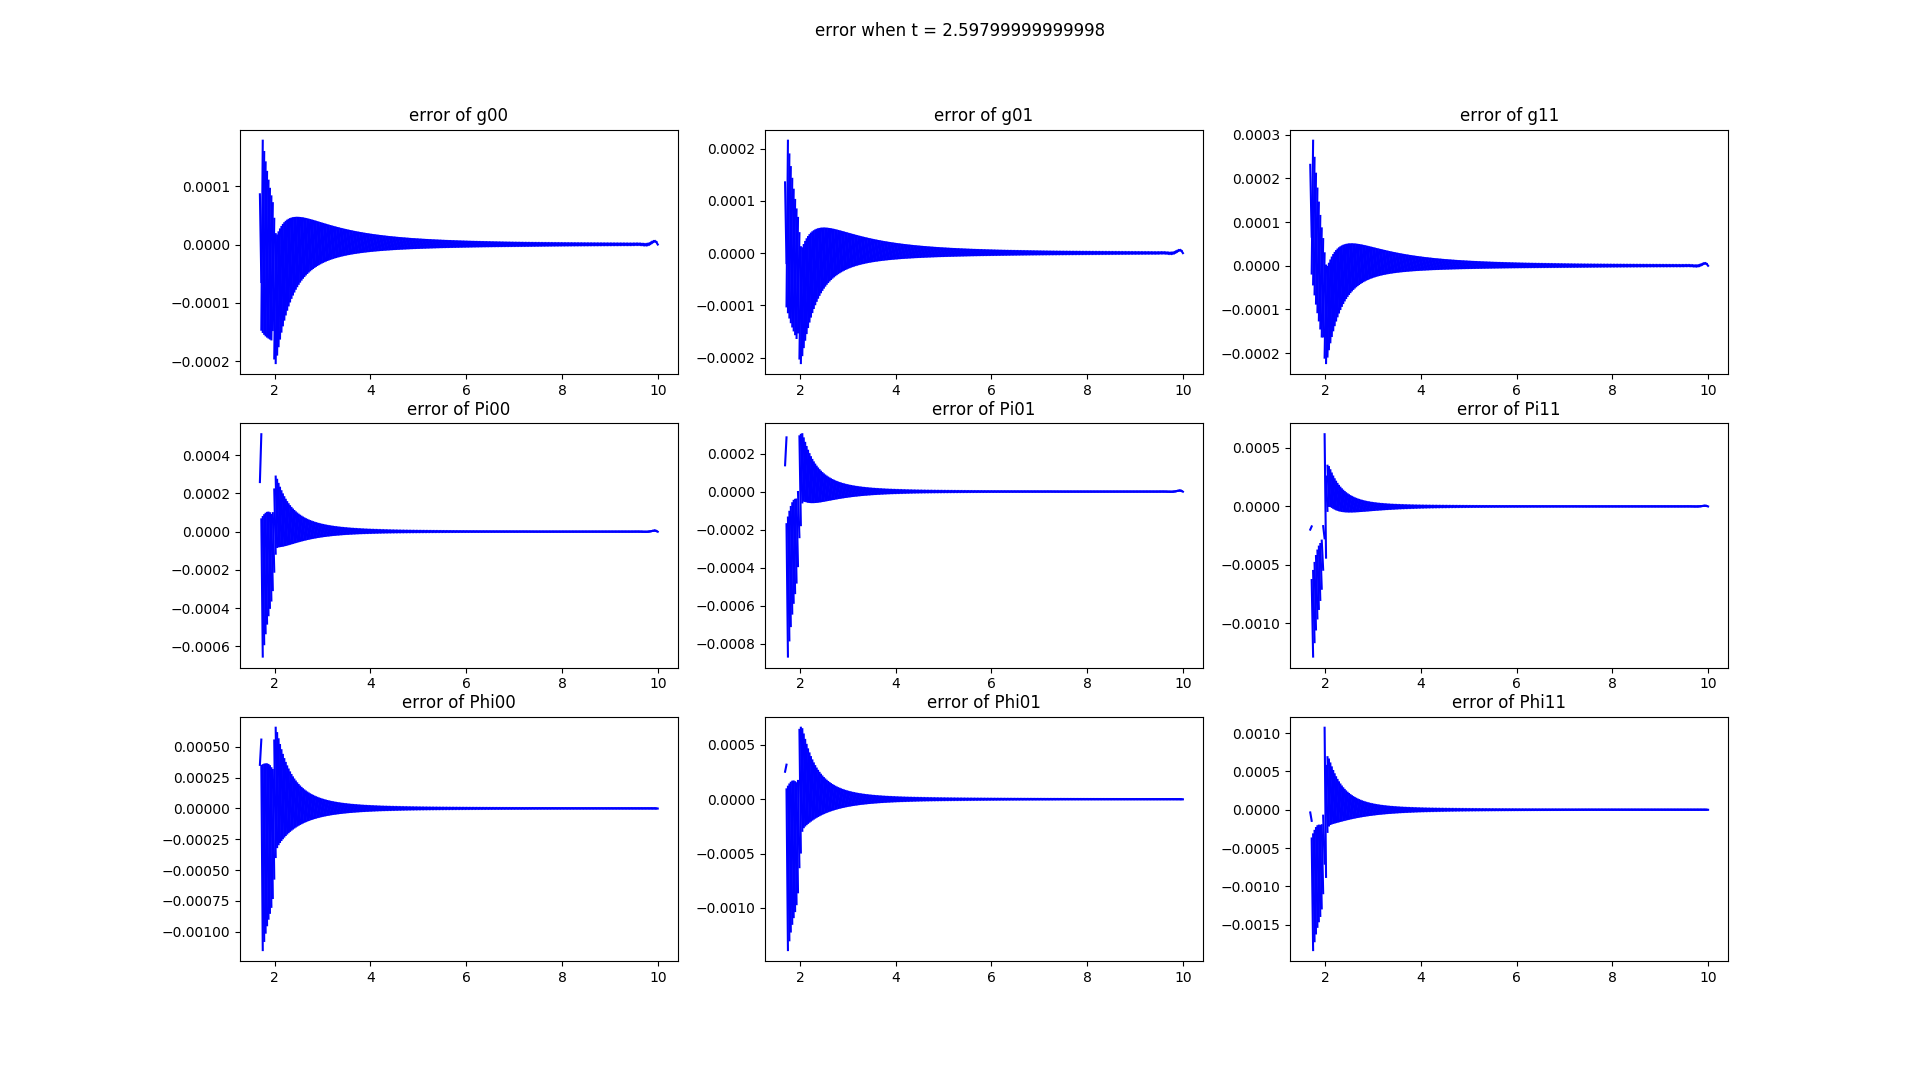 error when t = 2.59799999999998
error of g00
error of g01
error of g11
0.0001
0.0000
−0.0001
−0.0002
2 4 6 8 10
0.0002
0.0001
0.0000
−0.0001
−0.0002
2 4 6 8 10
0.0003
0.0002
0.0001
0.0000
−0.0001
−0.0002
2 4 6 8 10
error of Pi00
error of Pi01
error of Pi11
0.0004
0.0002
0.0000
−0.0002
−0.0004
−0.0006
2 4 6 8 10
0.0002
0.0000
−0.0002
−0.0004
−0.0006
−0.0008
2 4 6 8 10
0.0005
0.0000
−0.0005
−0.0010
2 4 6 8 10
error of Phi00
error of Phi01
error of Phi11
0.00050
0.00025
0.00000
−0.00025
−0.00050
−0.00075
−0.00100
2 4 6 8 10
0.0005
0.0000
−0.0005
−0.0010
2 4 6 8 10
0.0010
0.0005
0.0000
−0.0005
−0.0010
−0.0015
2 4 6 8 10